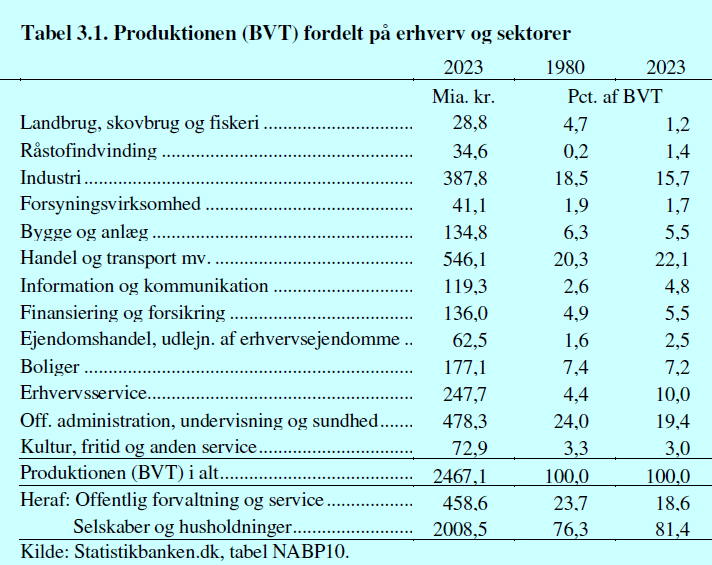 Tabel 3.1. Produktionen (BVT) fordelt på erhverv og sektorer
2023 1980 2023
Mia. kr. Pct. af BVT
Landbrug, skovbrug og fiskeri ............................... 28,8 4,7 1,2
Råstofindvinding .................................................... 34,6 0,2 1,4
Industri .................................................................... 387,8 18,5 15,7
Forsyningsvirksomhed ........................................... 41,1 1,9 1,7
Bygge og anlæg ...................................................... 134,8 6,3 5,5
Handel og transport mv. ......................................... 546,1 20,3 22,1
Information og kommunikation ............................. 119,3 2,6 4,8
Finansiering og forsikring ...................................... 136,0 4,9 5,5
Ejendomshandel, udlejn. af erhvervsejendomme .. 62,5 1,6 2,5
Boliger .................................................................... 177,1 7,4 7,2
Erhvervsservice....................................................... 247,7 4,4 10,0
Off. administration, undervisning og sundhed....... 478,3 24,0 19,4
Kultur, fritid og anden service................................ 72,9 3,3 3,0
Produktionen (BVT) i alt........................................ 2467,1 100,0 100,0
Heraf: Offentlig forvaltning og service .................. 458,6 23,7 18,6
Selskaber og husholdninger......................... 2008,5 76,3 81,4
Kilde: Statistikbanken.dk, tabel NABP10.